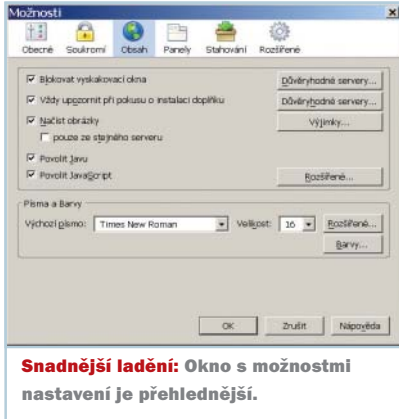 Možnosti
Obecné Soukromí Obsah Panely Stahování Rozšířené
Blokovat vyskakovací okna Důvěryhodné servery...
Vždy upozornit při pokusu o instalaci doplňku Důvěryhodné servery...
Načíst obrázky Výjimky...
pouze ze stejného serveru
Povolit Javu
Povolit JavaScript Rozšířené...
Písma a Barvy
Výchozí písmo: Times New Roman Velikost: 16 Rozšířené...
Barvy...
OK Zrušit Nápověda
Snadnější ladění: Okno s možnostmi
nastavení je přehlednější.